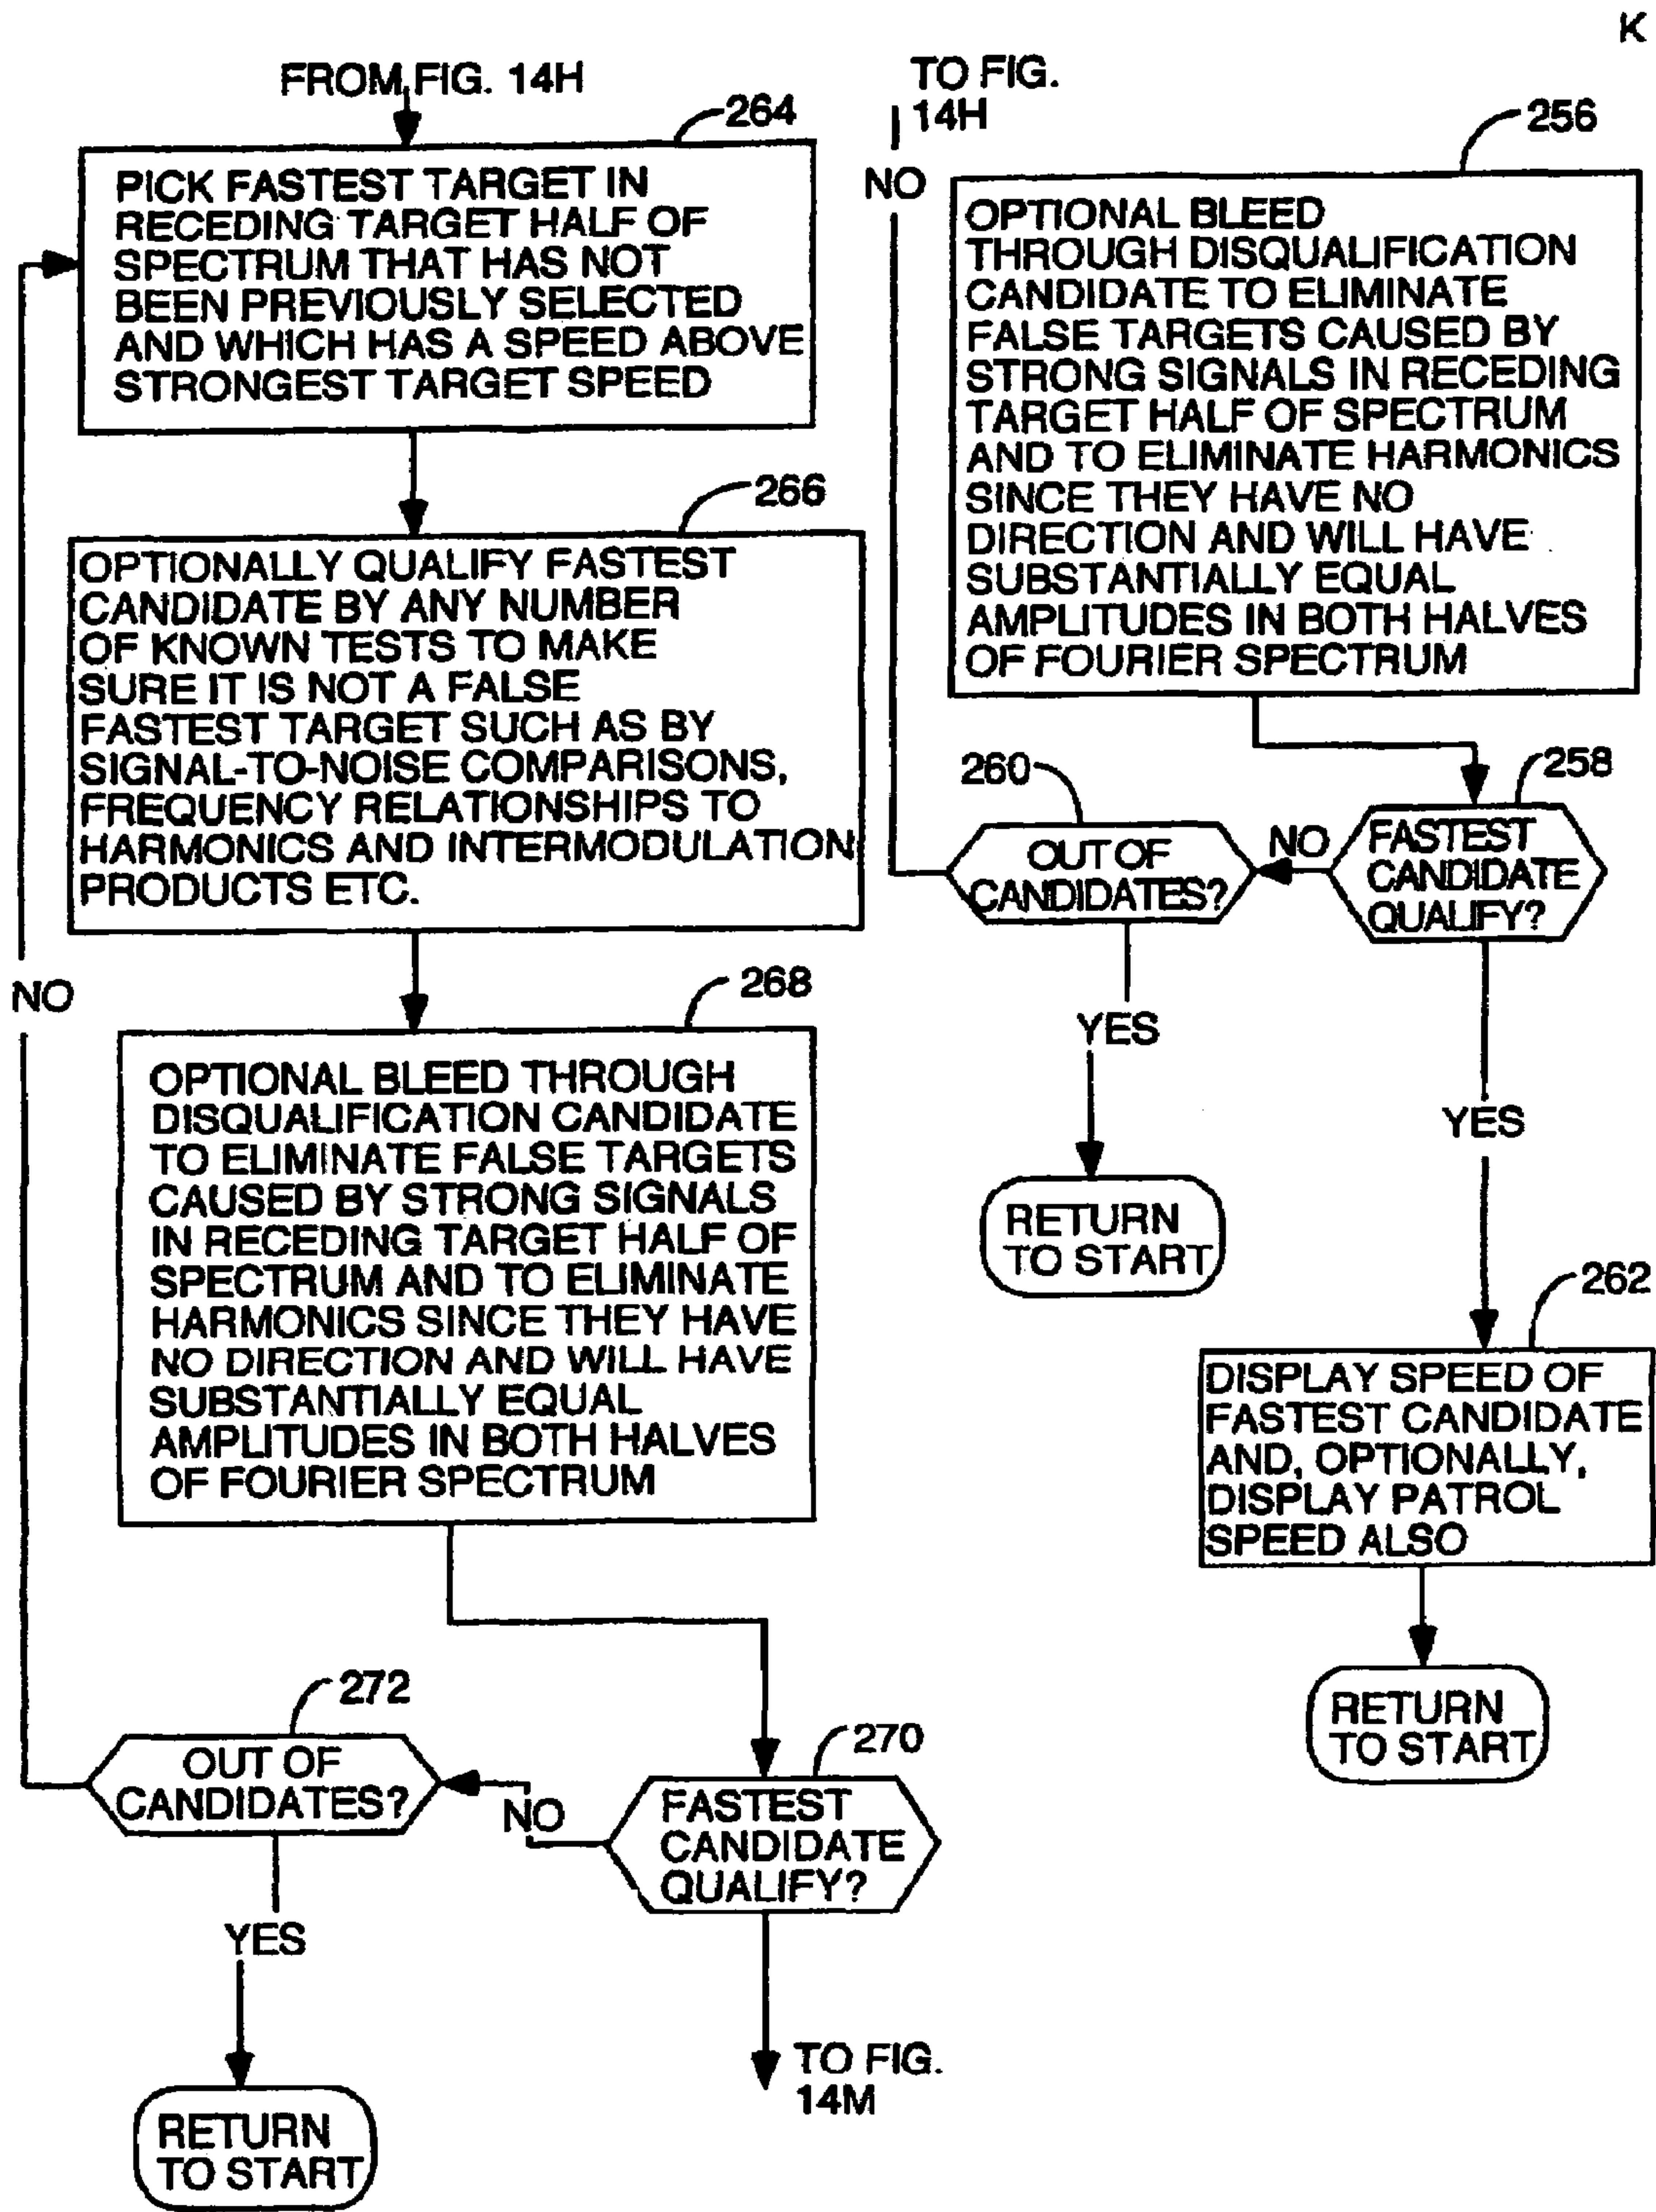 K
FROM FIG. 14H
264
PICK FASTEST TARGET IN
RECEDING TARGET HALF OF
SPECTRUM THAT HAS NOT
BEEN PREVIOUSLY SELECTED
AND WHICH HAS A SPEED ABOVE
STRONGEST TARGET SPEED
266
OPTIONALLY QUALIFY FASTEST
CANDIDATE BY ANY NUMBER
OF KNOWN TESTS TO MAKE
SURE IT IS NOT A FALSE
FASTEST TARGET SUCH AS BY
SIGNAL-TO-NOISE COMPARISONS,
FREQUENCY RELATIONSHIPS TO
HARMONICS AND INTERMODULATION
PRODUCTS ETC.
NO
268
OPTIONAL BLEED THROUGH
DISQUALIFICATION CANDIDATE
TO ELIMINATE FALSE TARGETS
CAUSED BY STRONG SIGNALS
IN RECEDING TARGET HALF OF
SPECTRUM AND TO ELIMINATE
HARMONICS SINCE THEY HAVE
NO DIRECTION AND WILL HAVE
SUBSTANTIALLY EQUAL
AMPLITUDES IN BOTH HALVES
OF FOURIER SPECTRUM
272
OUT OF
CANDIDATES?
NO
270
FASTEST
CANDIDATE
QUALIFY?
YES
RETURN
TO START
TO FIG.
14M
TO FIG.
14H
NO
256
OPTIONAL BLEED
THROUGH DISQUALIFICATION
CANDIDATE TO ELIMINATE
FALSE TARGETS CAUSED BY
STRONG SIGNALS IN RECEDING
TARGET HALF OF SPECTRUM
AND TO ELIMINATE HARMONICS
SINCE THEY HAVE NO
DIRECTION AND WILL HAVE
SUBSTANTIALLY EQUAL
AMPLITUDES IN BOTH HALVES
OF FOURIER SPECTRUM
260
OUT OF
CANDIDATES?
NO
258
FASTEST
CANDIDATE
QUALIFY?
YES
RETURN
TO START
YES
262
DISPLAY SPEED OF
FASTEST CANDIDATE
AND, OPTIONALLY,
DISPLAY PATROL
SPEED ALSO
RETURN
TO START